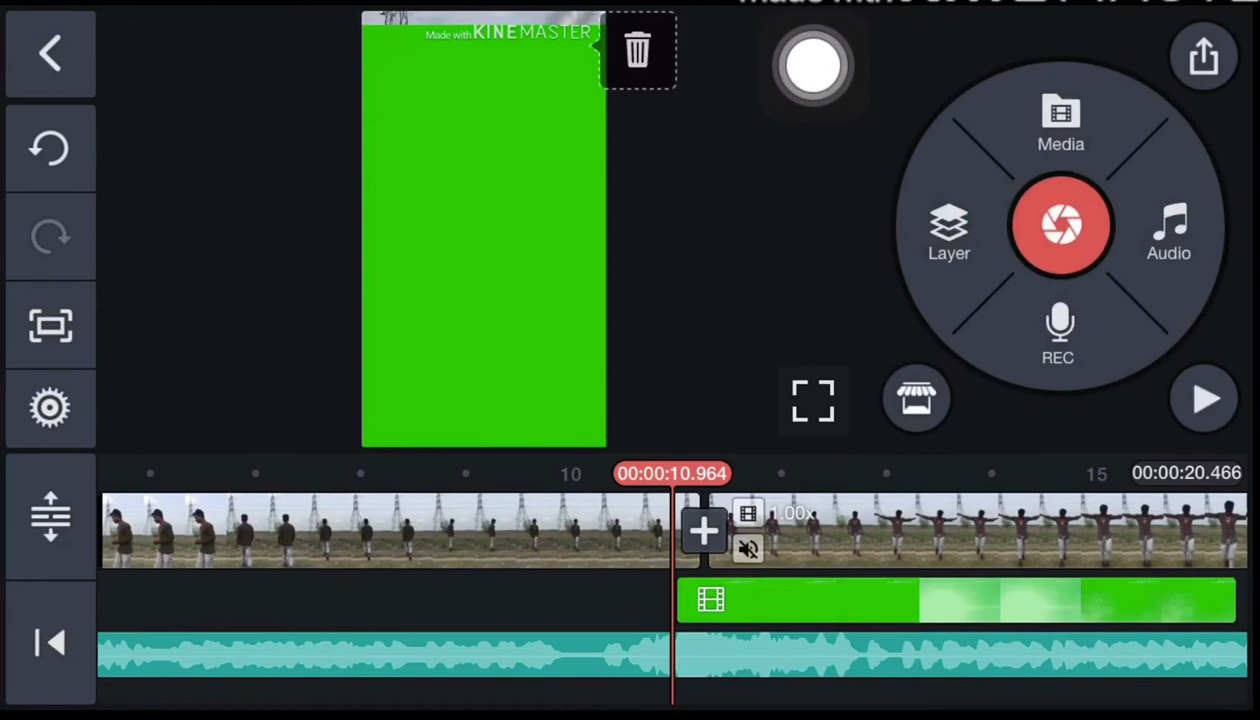 Made with KINEMASTER
Media
Layer
Audio
REC
10
00:00:10.964
15
00:00:20.466
1.00x